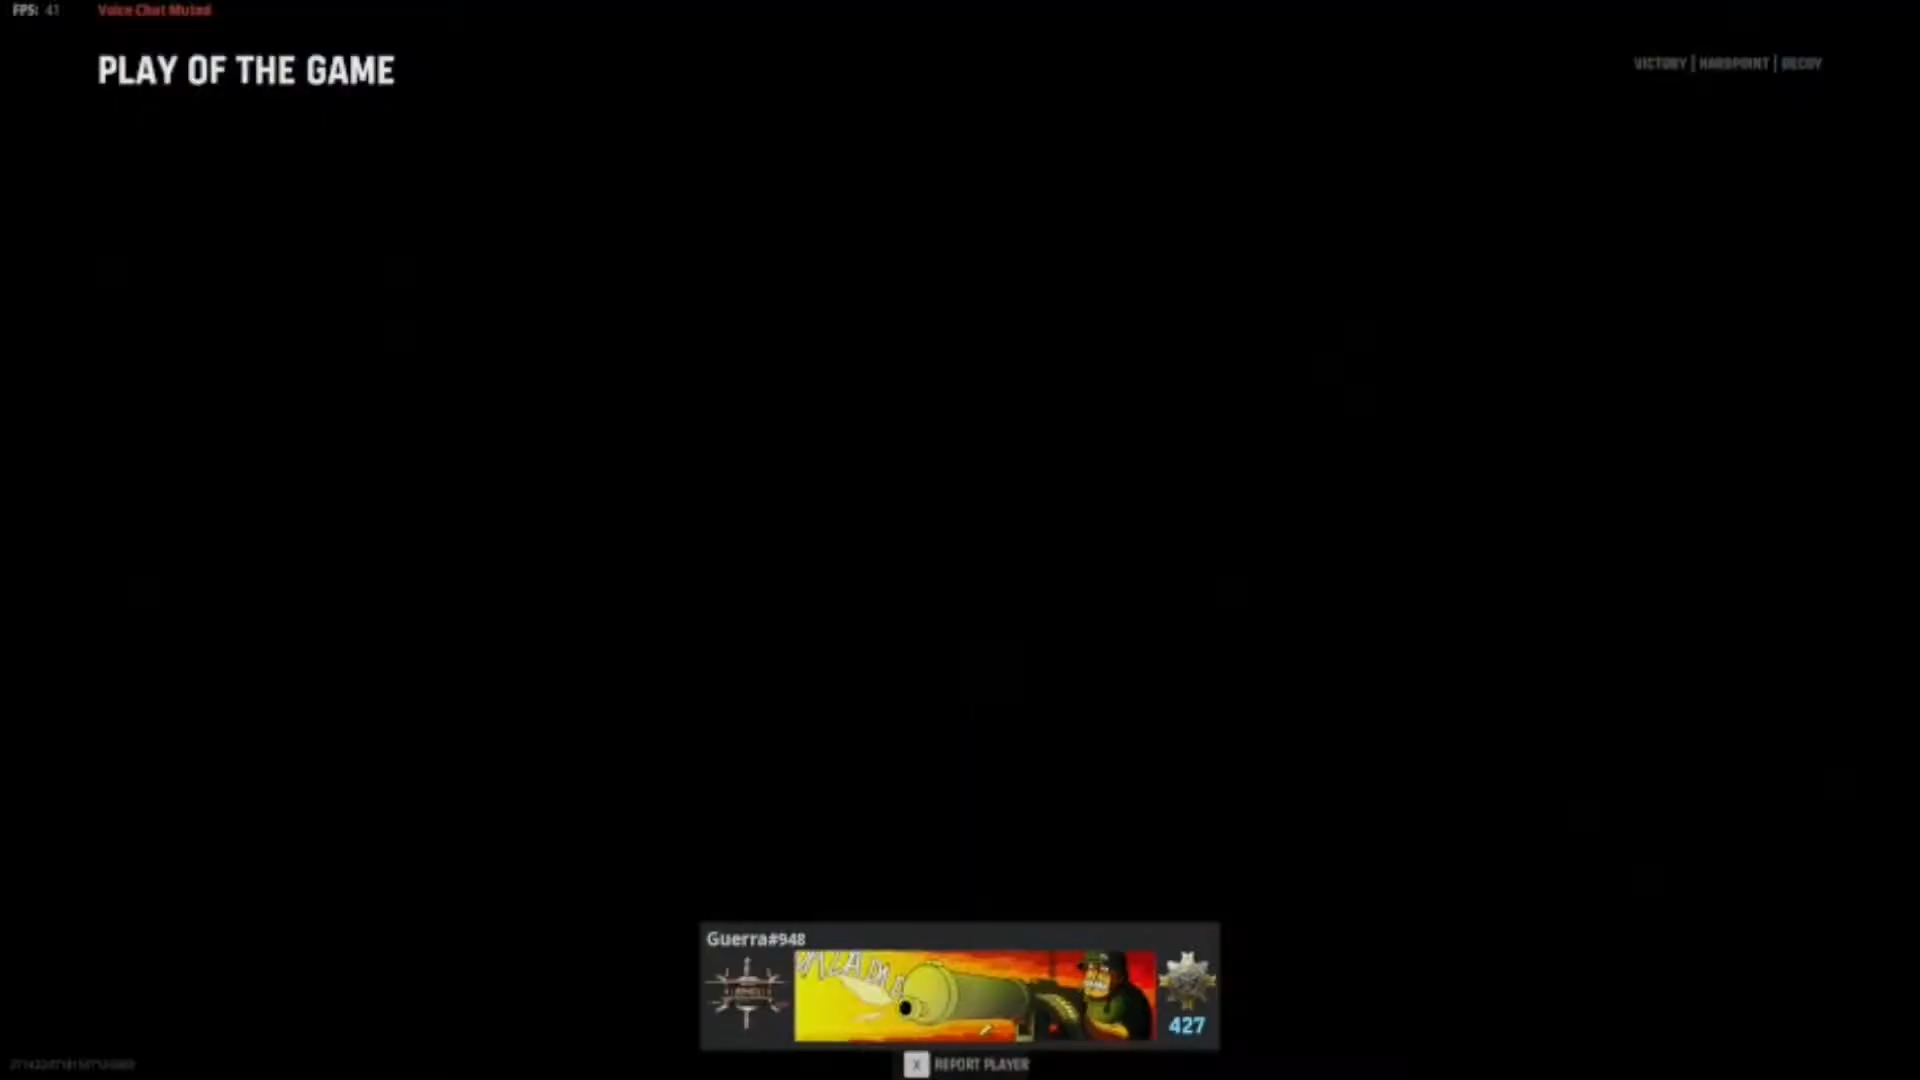 FPS: 41 Voice Chat Muted
PLAY OF THE GAME
VICTORY | HARDPOINT | DECOY
Guerra#948
427
X REPORT PLAYER